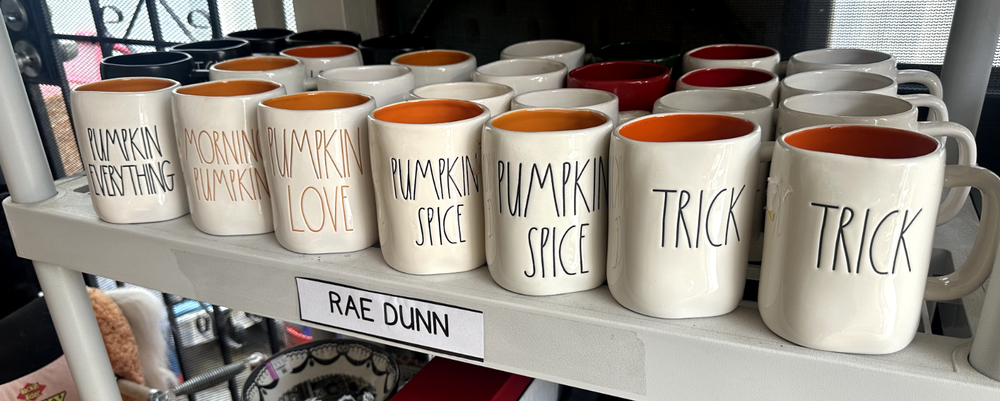 PUMPKIN
EVERYTHING
MORNING
PUMPKIN
PUMPKIN
LOVE
PUMPKIN
SPICE
PUMPKIN
SPICE
TRICK
TRICK
RAE DUNN